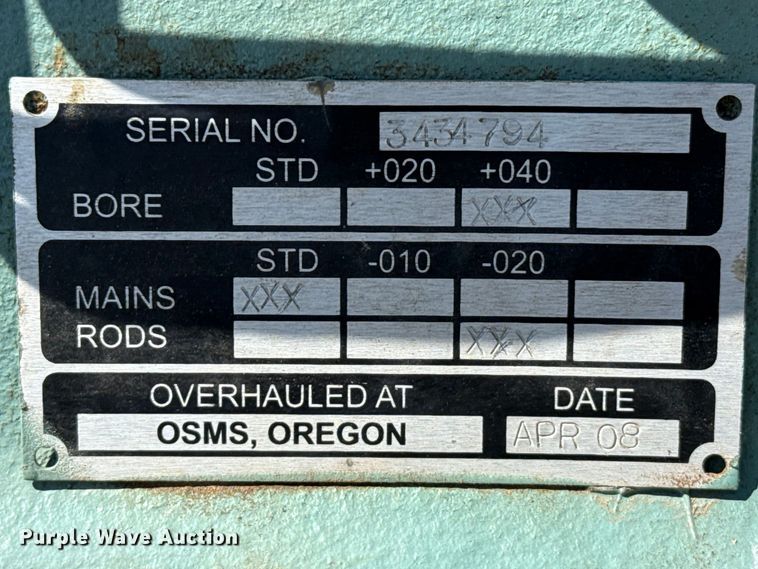 SERIAL NO. 3434794
STD +020 +040
BORE XXX
STD -010 -020
MAINS XXX
RODS XXX
OVERHAULED AT DATE
OSMS, OREGON APR 08
Purple Wave Auction